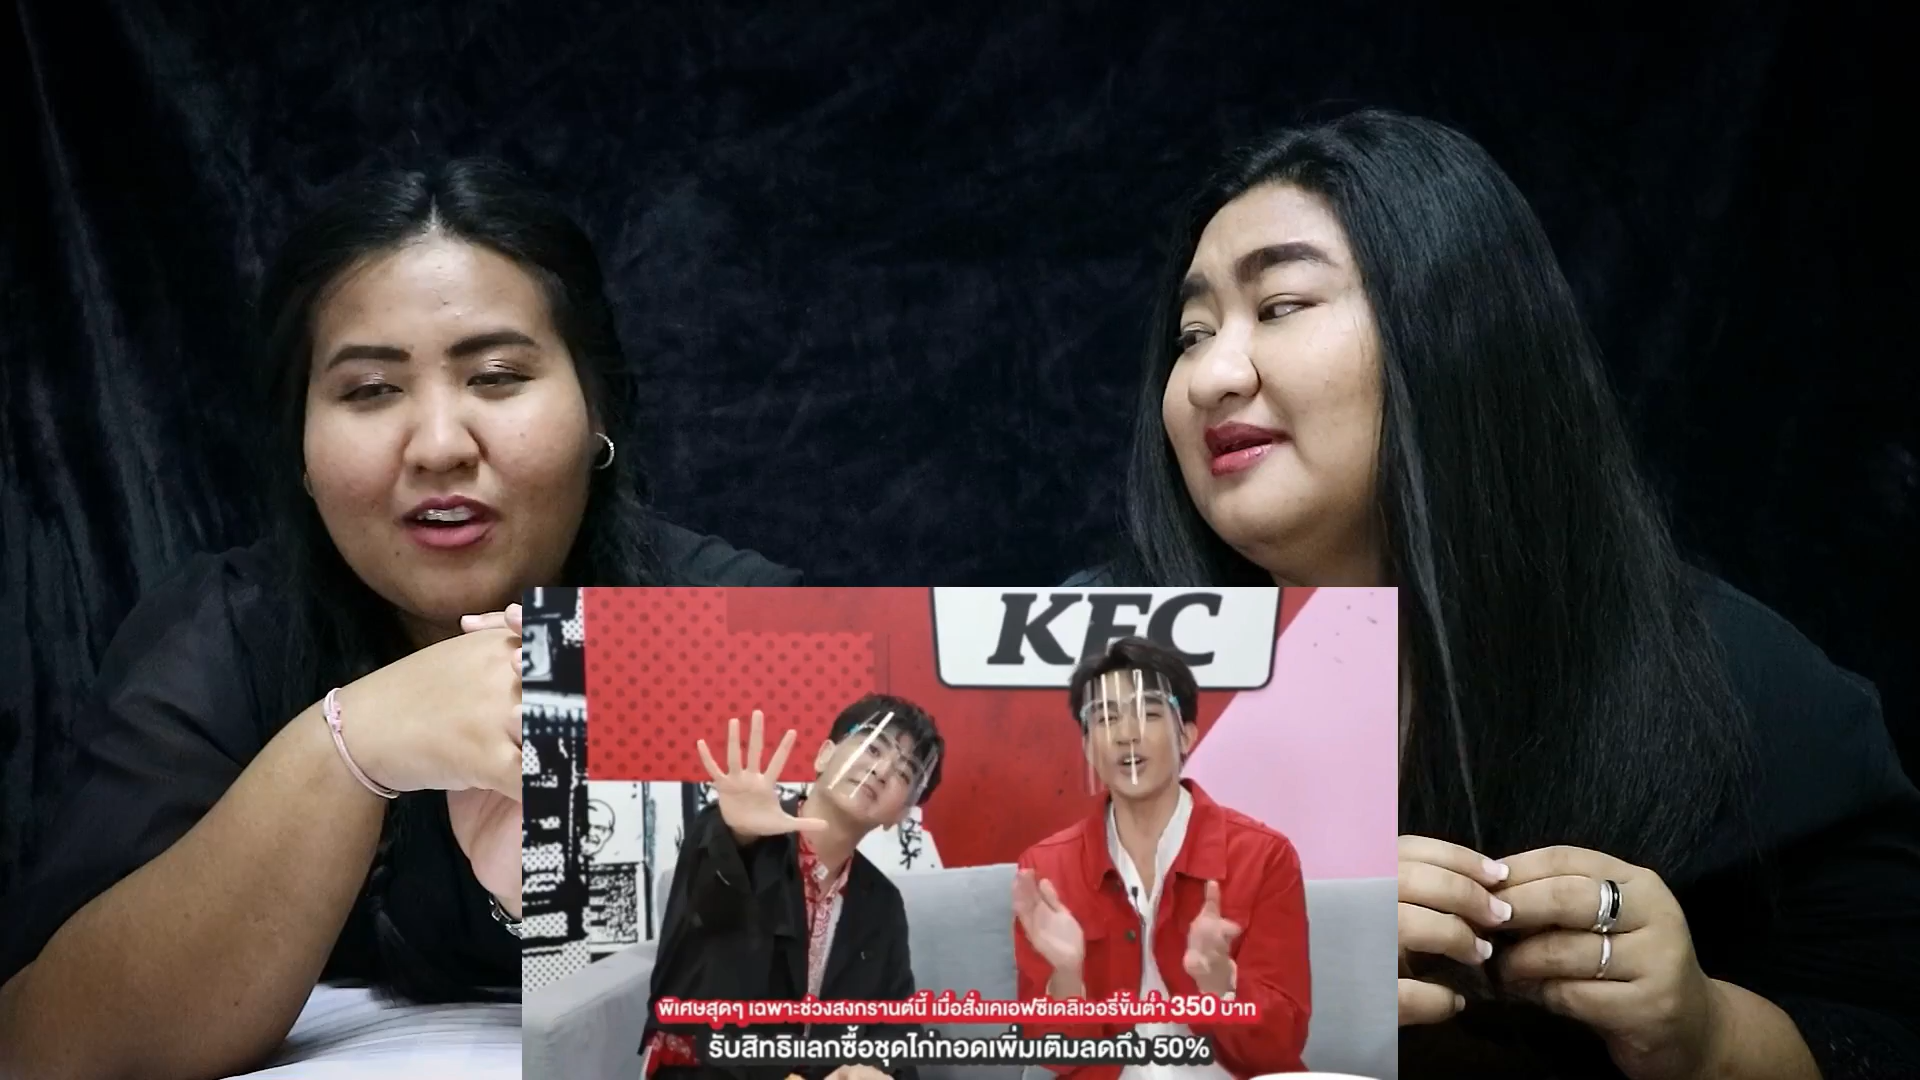 KFC
พิเศษสุดๆ เฉพาะช่วงสงกรานต์นี้ เมื่อสั่งเคเอฟซีเดลิเวอรี่ขั้นต่ำ 350 บาท
รับสิทธิแลกซื้อชุดไก่ทอดเพิ่มเติมลดถึง 50%